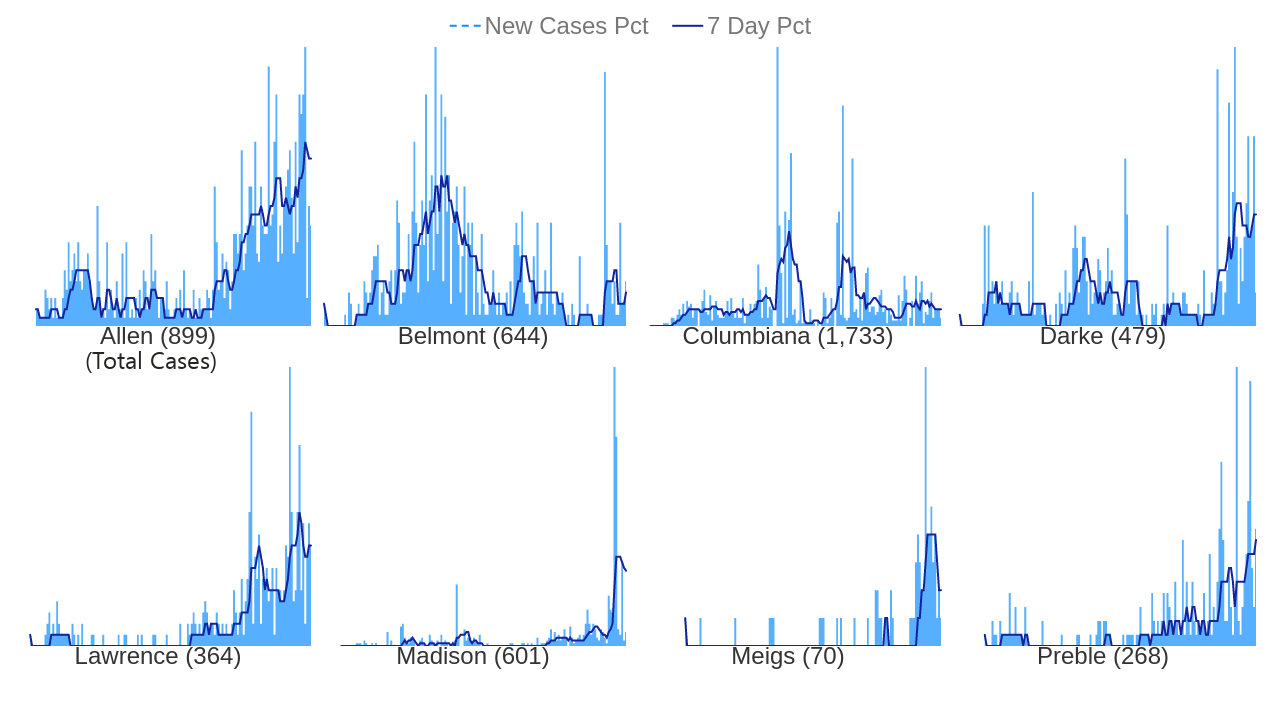 New Cases Pct 7 Day Pct
Allen (899) Belmont (644) Columbiana (1,733) Darke (479)
(Total Cases)
Lawrence (364) Madison (601) Meigs (70) Preble (268)